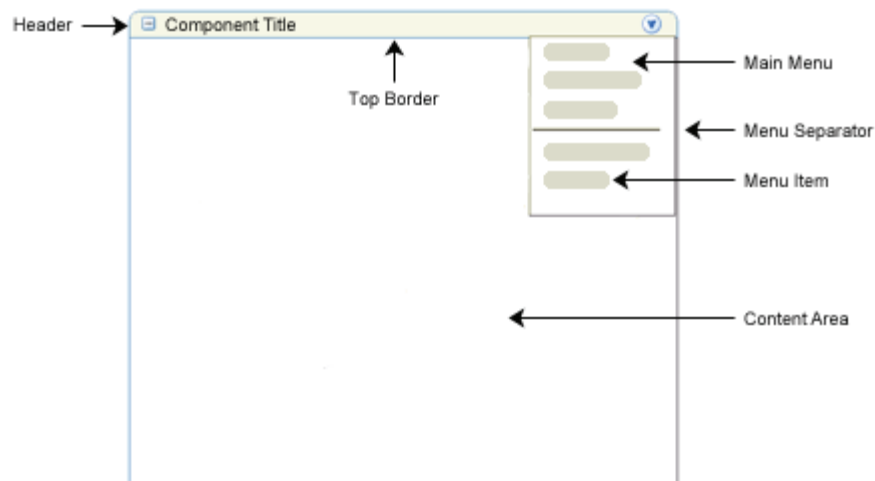 Header
Component Title
Main Menu
Top Border
Menu Separator
Menu Item
Content Area